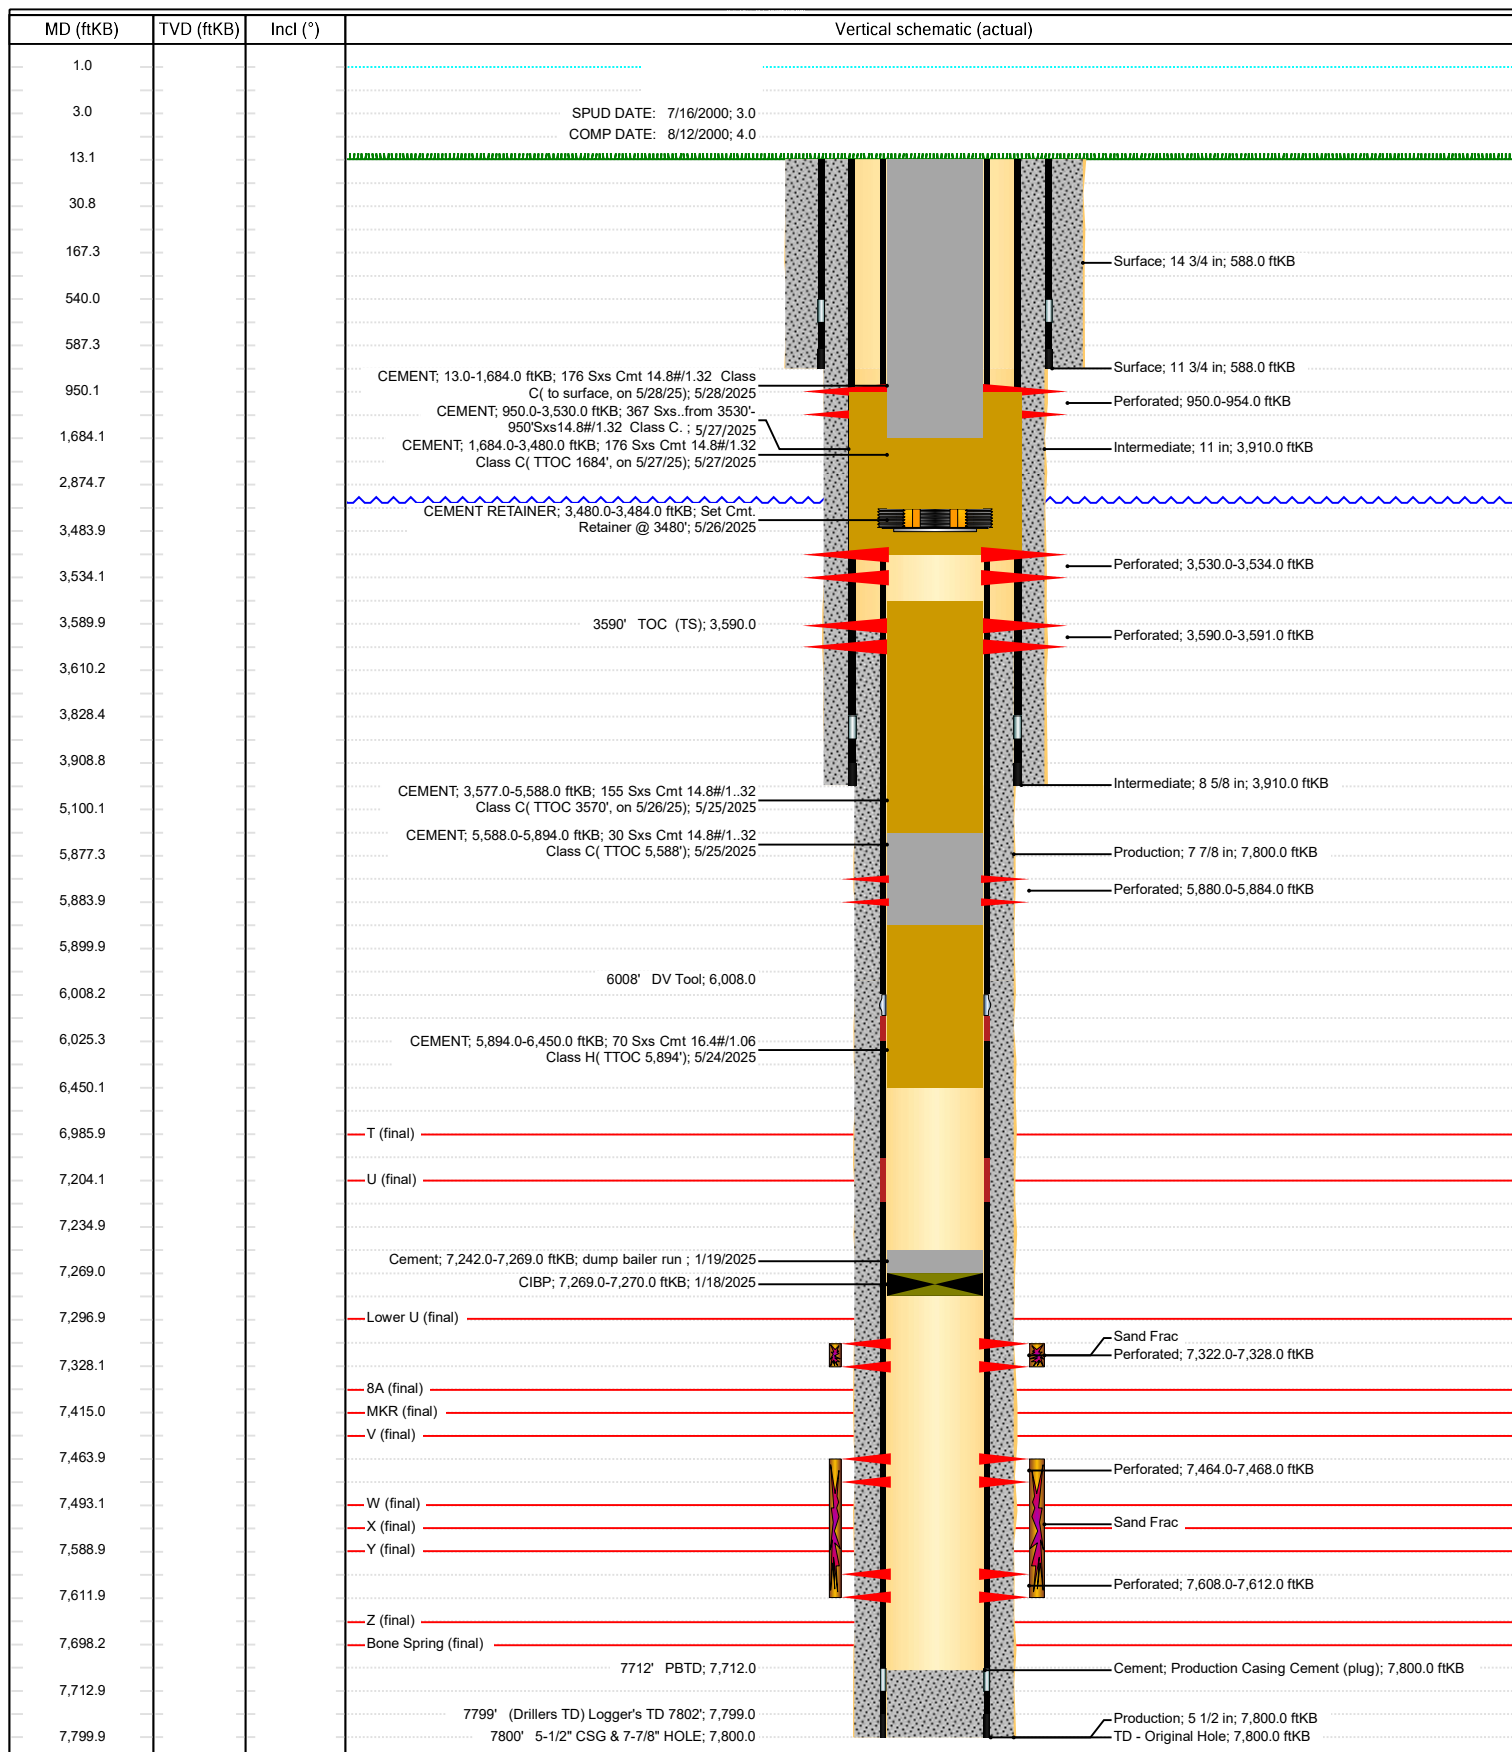 MD (ftKB) TVD (ftKB) Incl (°) Vertical schematic (actual)
1.0
3.0
SPUD DATE: 7/16/2000; 3.0
COMP DATE: 8/12/2000; 4.0
13.1
30.8
167.3
Surface; 14 3/4 in; 588.0 ftKB
540.0
587.3
Surface; 11 3/4 in; 588.0 ftKB
CEMENT; 13.0-1,684.0 ftKB; 176 Sxs Cmt 14.8#/1.32 Class
C( to surface, on 5/28/25); 5/28/2025
950.1
Perforated; 950.0-954.0 ftKB
CEMENT; 950.0-3,530.0 ftKB; 367 Sxs..from 3530'-
950'Sxs14.8#/1.32 Class C. ; 5/27/2025
1,684.1
CEMENT; 1,684.0-3,480.0 ftKB; 176 Sxs Cmt 14.8#/1.32
Class C( TTOC 1684', on 5/27/25); 5/27/2025
Intermediate; 11 in; 3,910.0 ftKB
2,874.7
CEMENT RETAINER; 3,480.0-3,484.0 ftKB; Set Cmt.
Retainer @ 3480'; 5/26/2025
3,483.9
Perforated; 3,530.0-3,534.0 ftKB
3,534.1
3,589.9
3590' TOC (TS); 3,590.0
Perforated; 3,590.0-3,591.0 ftKB
3,610.2
3,828.4
3,908.8
Intermediate; 8 5/8 in; 3,910.0 ftKB
CEMENT; 3,577.0-5,588.0 ftKB; 155 Sxs Cmt 14.8#/1..32
Class C( TTOC 3570', on 5/26/25); 5/25/2025
5,100.1
CEMENT; 5,588.0-5,894.0 ftKB; 30 Sxs Cmt 14.8#/1..32
Class C( TTOC 5,588'); 5/25/2025
5,877.3
Production; 7 7/8 in; 7,800.0 ftKB
Perforated; 5,880.0-5,884.0 ftKB
5,883.9
5,899.9
6008' DV Tool; 6,008.0
6,008.2
6,025.3
CEMENT; 5,894.0-6,450.0 ftKB; 70 Sxs Cmt 16.4#/1.06
Class H( TTOC 5,894'); 5/24/2025
6,450.1
6,985.9
T (final)
7,204.1
U (final)
7,234.9
Cement; 7,242.0-7,269.0 ftKB; dump bailer run ; 1/19/2025
7,269.0
CIBP; 7,269.0-7,270.0 ftKB; 1/18/2025
7,296.9
Lower U (final)
Sand Frac
Perforated; 7,322.0-7,328.0 ftKB
7,328.1
8A (final)
7,415.0
MKR (final)
V (final)
7,463.9
Perforated; 7,464.0-7,468.0 ftKB
7,493.1
W (final)
Sand Frac
X (final)
7,588.9
Y (final)
Perforated; 7,608.0-7,612.0 ftKB
7,611.9
Z (final)
7,698.2
Bone Spring (final)
7712' PBTD; 7,712.0
Cement; Production Casing Cement (plug); 7,800.0 ftKB
7,712.9
7799' (Drillers TD) Logger's TD 7802'; 7,799.0
Production; 5 1/2 in; 7,800.0 ftKB
7,799.9
7800' 5-1/2" CSG & 7-7/8" HOLE; 7,800.0
TD - Original Hole; 7,800.0 ftKB